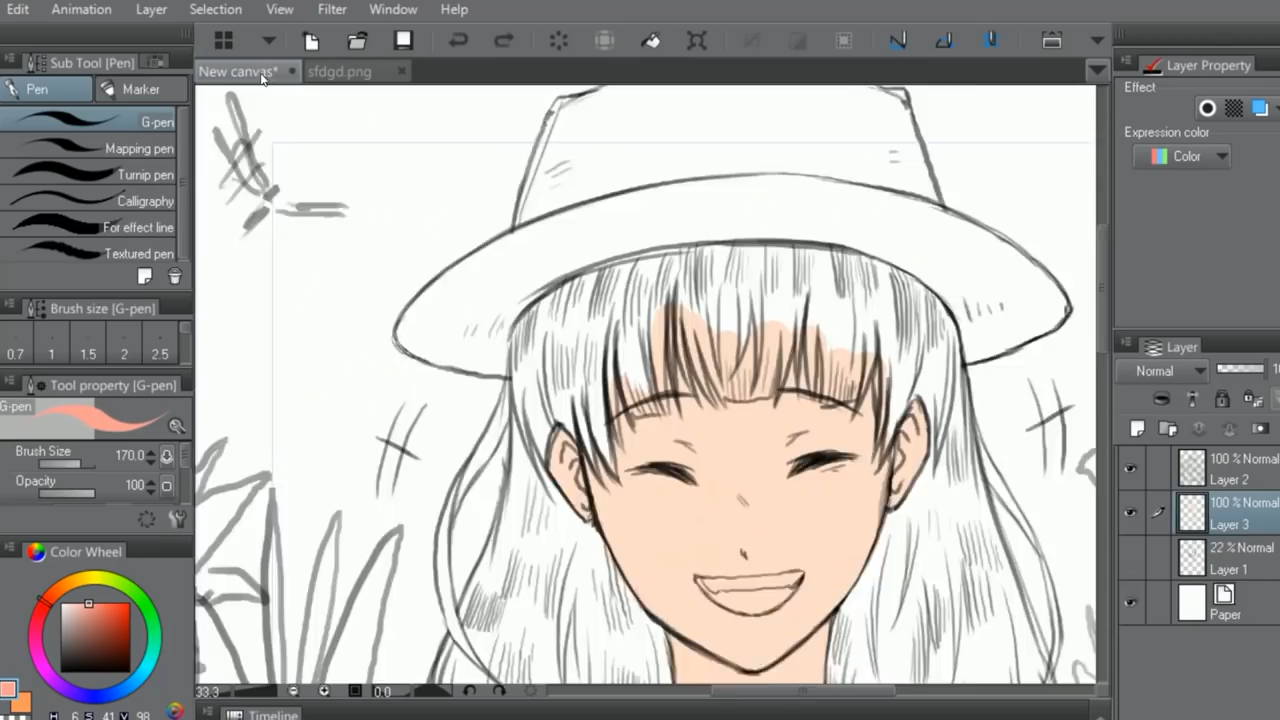 Edit Animation Layer Selection View Filter Window Help
Sub Tool [Pen]
Pen Marker
G-pen
Mapping pen
Turnip pen
Calligraphy
For effect line
Textured pen
Brush size [G-pen]
0.7 1 1.5 2 2.5
Tool property [G-pen]
G-pen
Brush Size 170.0
Opacity 100
Color Wheel
H 6 S 41 V 98
New canvas* sfdgd.png
33.3 0.0
Timeline
Layer Property
Effect
Expression color
Color
Layer
Normal
100 % Normal
Layer 2
100 % Normal
Layer 3
22 % Normal
Layer 1
Paper